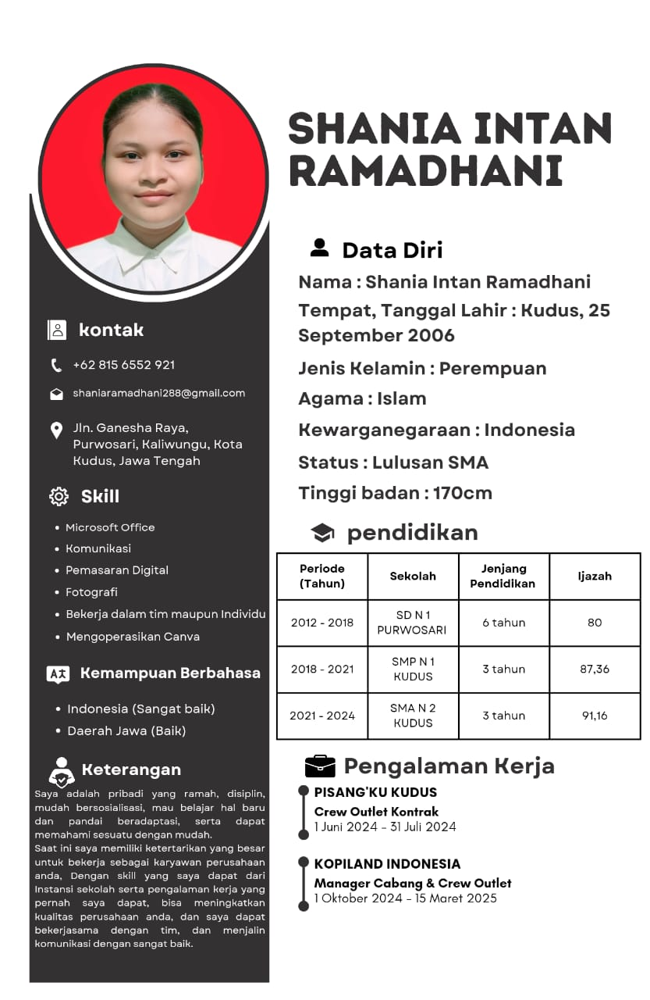 SHANIA INTAN
RAMADHANI
kontak
+62 815 6552 921
shaniaramadhani288@gmail.com
Jln. Ganesha Raya,
Purwosari, Kaliwungu, Kota
Kudus, Jawa Tengah
Skill
• Microsoft Office
• Komunikasi
• Pemasaran Digital
• Fotografi
• Bekerja dalam tim maupun Individu
• Mengoperasikan Canva
Kemampuan Berbahasa
• Indonesia (Sangat baik)
• Daerah Jawa (Baik)
Keterangan
Saya adalah pribadi yang ramah, disiplin,
mudah bersosialisasi, mau belajar hal baru
dan pandai beradaptasi, serta dapat
memahami sesuatu dengan mudah.
Saat ini saya memiliki ketertarikan yang besar
untuk bekerja sebagai karyawan perusahaan
anda, Dengan skill yang saya dapat dari
Instansi sekolah serta pengalaman kerja yang
pernah saya dapat, bisa meningkatkan
kualitas perusahaan anda, dan saya dapat
bekerjasama dengan tim, dan menjalin
komunikasi dengan sangat baik.
Data Diri
Nama : Shania Intan Ramadhani
Tempat, Tanggal Lahir : Kudus, 25
September 2006
Jenis Kelamin : Perempuan
Agama : Islam
Kewarganegaraan : Indonesia
Status : Lulusan SMA
Tinggi badan : 170cm
pendidikan
Periode (Tahun) Sekolah Jenjang Pendidikan Ijazah
2012 - 2018 SD N 1 PURWOSARI 6 tahun 80
2018 - 2021 SMP N 1 KUDUS 3 tahun 87,36
2021 - 2024 SMA N 2 KUDUS 3 tahun 91,16
Pengalaman Kerja
PISANG'KU KUDUS
Crew Outlet Kontrak
1 Juni 2024 – 31 Juli 2024
KOPILAND INDONESIA
Manager Cabang & Crew Outlet
1 Oktober 2024 – 15 Maret 2025